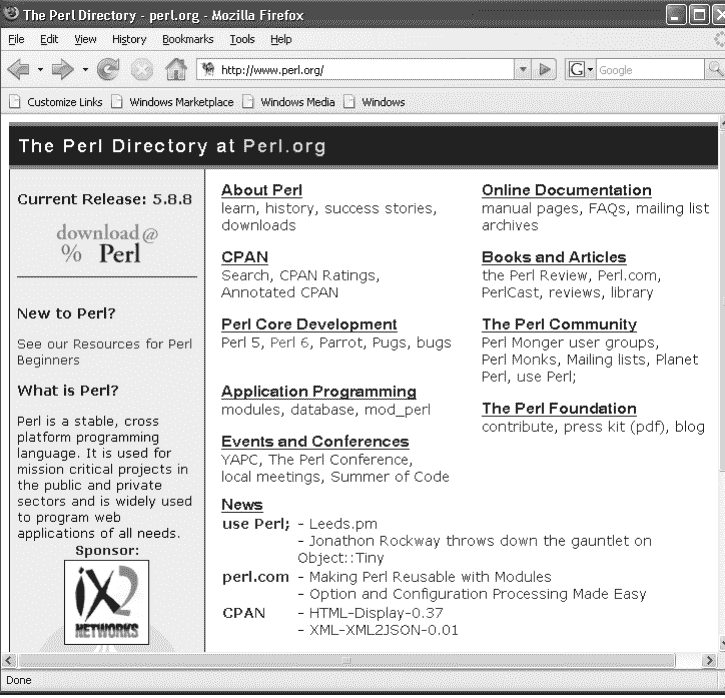 The Perl Directory - perl.org - Mozilla Firefox
File Edit View History Bookmarks Tools Help
http://www.perl.org/
G Google
Customize Links Windows Marketplace Windows Media Windows
The Perl Directory at Perl.org
Current Release: 5.8.8
download@
% Perl
New to Perl?
See our Resources for Perl
Beginners
What is Perl?
Perl is a stable, cross
platform programming
language. It is used for
mission critical projects in
the public and private
sectors and is widely used
to program web
applications of all needs.
Sponsor:
iX2
NETWORKS
About Perl
learn, history, success stories,
downloads
CPAN
Search, CPAN Ratings,
Annotated CPAN
Perl Core Development
Perl 5, Perl 6, Parrot, Pugs, bugs
Application Programming
modules, database, mod_perl
Events and Conferences
YAPC, The Perl Conference,
local meetings, Summer of Code
Online Documentation
manual pages, FAQs, mailing list
archives
Books and Articles
the Perl Review, Perl.com,
PerlCast, reviews, library
The Perl Community
Perl Monger user groups,
Perl Monks, Mailing lists, Planet
Perl, use Perl;
The Perl Foundation
contribute, press kit (pdf), blog
News
use Perl; - Leeds.pm
- Jonathon Rockway throws down the gauntlet on
Object::Tiny
perl.com - Making Perl Reusable with Modules
- Option and Configuration Processing Made Easy
CPAN - HTML-Display-0.37
- XML-XML2JSON-0.01
Done